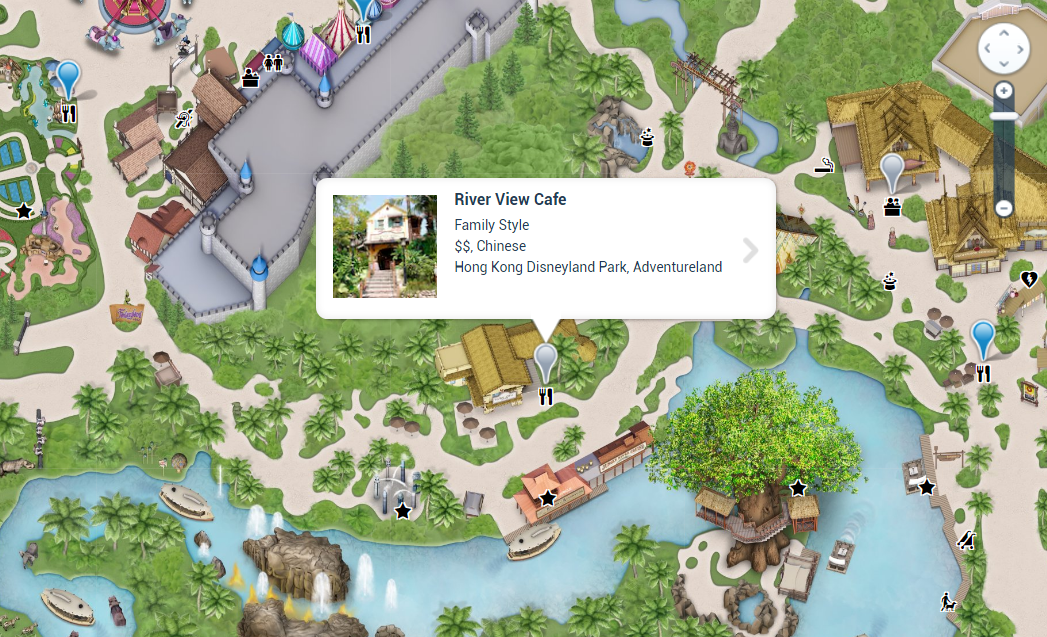 River View Cafe
Family Style
$$, Chinese
Hong Kong Disneyland Park, Adventureland